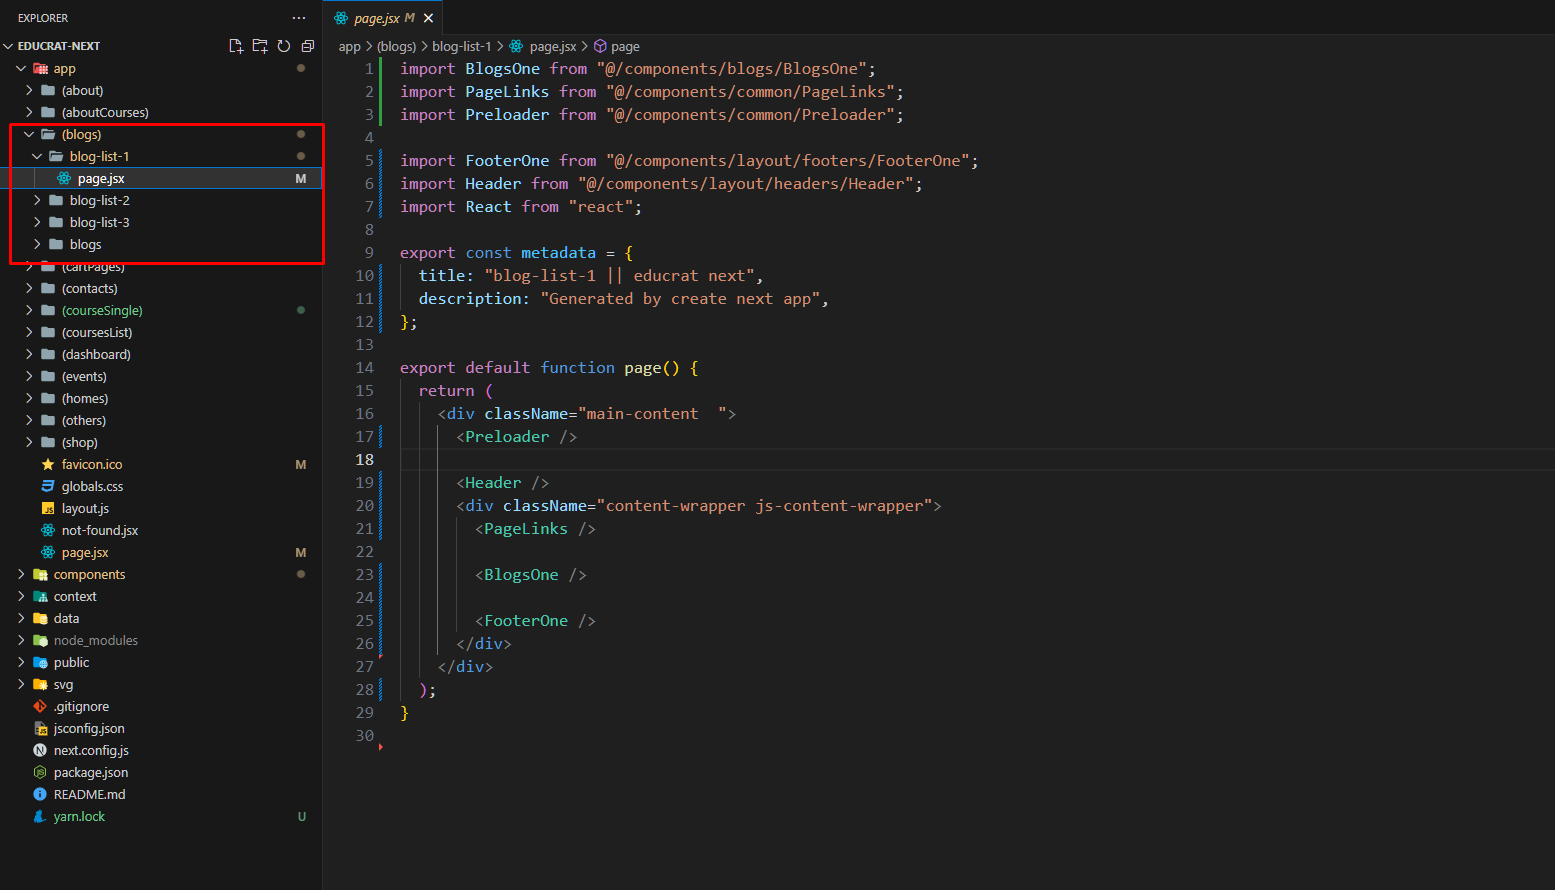 EXPLORER
EDUCRAT-NEXT
app
(about)
(aboutCourses)
(blogs)
blog-list-1
page.jsx M
blog-list-2
blog-list-3
blogs
(cartPages)
(contacts)
(courseSingle)
(coursesList)
(dashboard)
(events)
(homes)
(others)
(shop)
favicon.ico M
globals.css
layout.js
not-found.jsx
page.jsx M
components
context
data
node_modules
public
svg
.gitignore
jsconfig.json
next.config.js
package.json
README.md
yarn.lock U
page.jsx M
app > (blogs) > blog-list-1 > page.jsx > page
1 import BlogsOne from "@/components/blogs/BlogsOne";
2 import PageLinks from "@/components/common/PageLinks";
3 import Preloader from "@/components/common/Preloader";
4
5 import FooterOne from "@/components/layout/footers/FooterOne";
6 import Header from "@/components/layout/headers/Header";
7 import React from "react";
8
9 export const metadata = {
10   title: "blog-list-1 || educrat next",
11   description: "Generated by create next app",
12 };
13
14 export default function page() {
15   return (
16     <div className="main-content  ">
17       <Preloader />
18
19       <Header />
20       <div className="content-wrapper js-content-wrapper">
21         <PageLinks />
22
23         <BlogsOne />
24
25         <FooterOne />
26       </div>
27     </div>
28   );
29 }
30